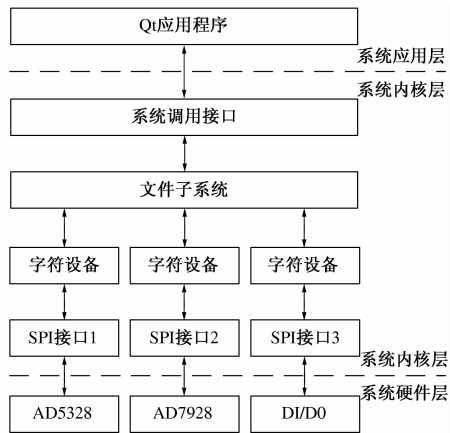 Qt应用程序
系统应用层
系统内核层
系统调用接口
文件子系统
字符设备 字符设备 字符设备
SPI接口1 SPI接口2 SPI接口3
系统内核层
系统硬件层
AD5328 AD7928 DI/D0